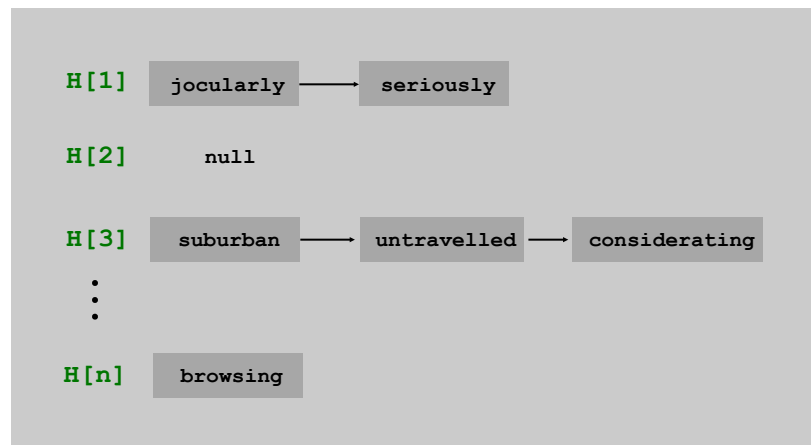 H[1] jocularly seriously
H[2] null
H[3] suburban untravelled considerating
H[n] browsing